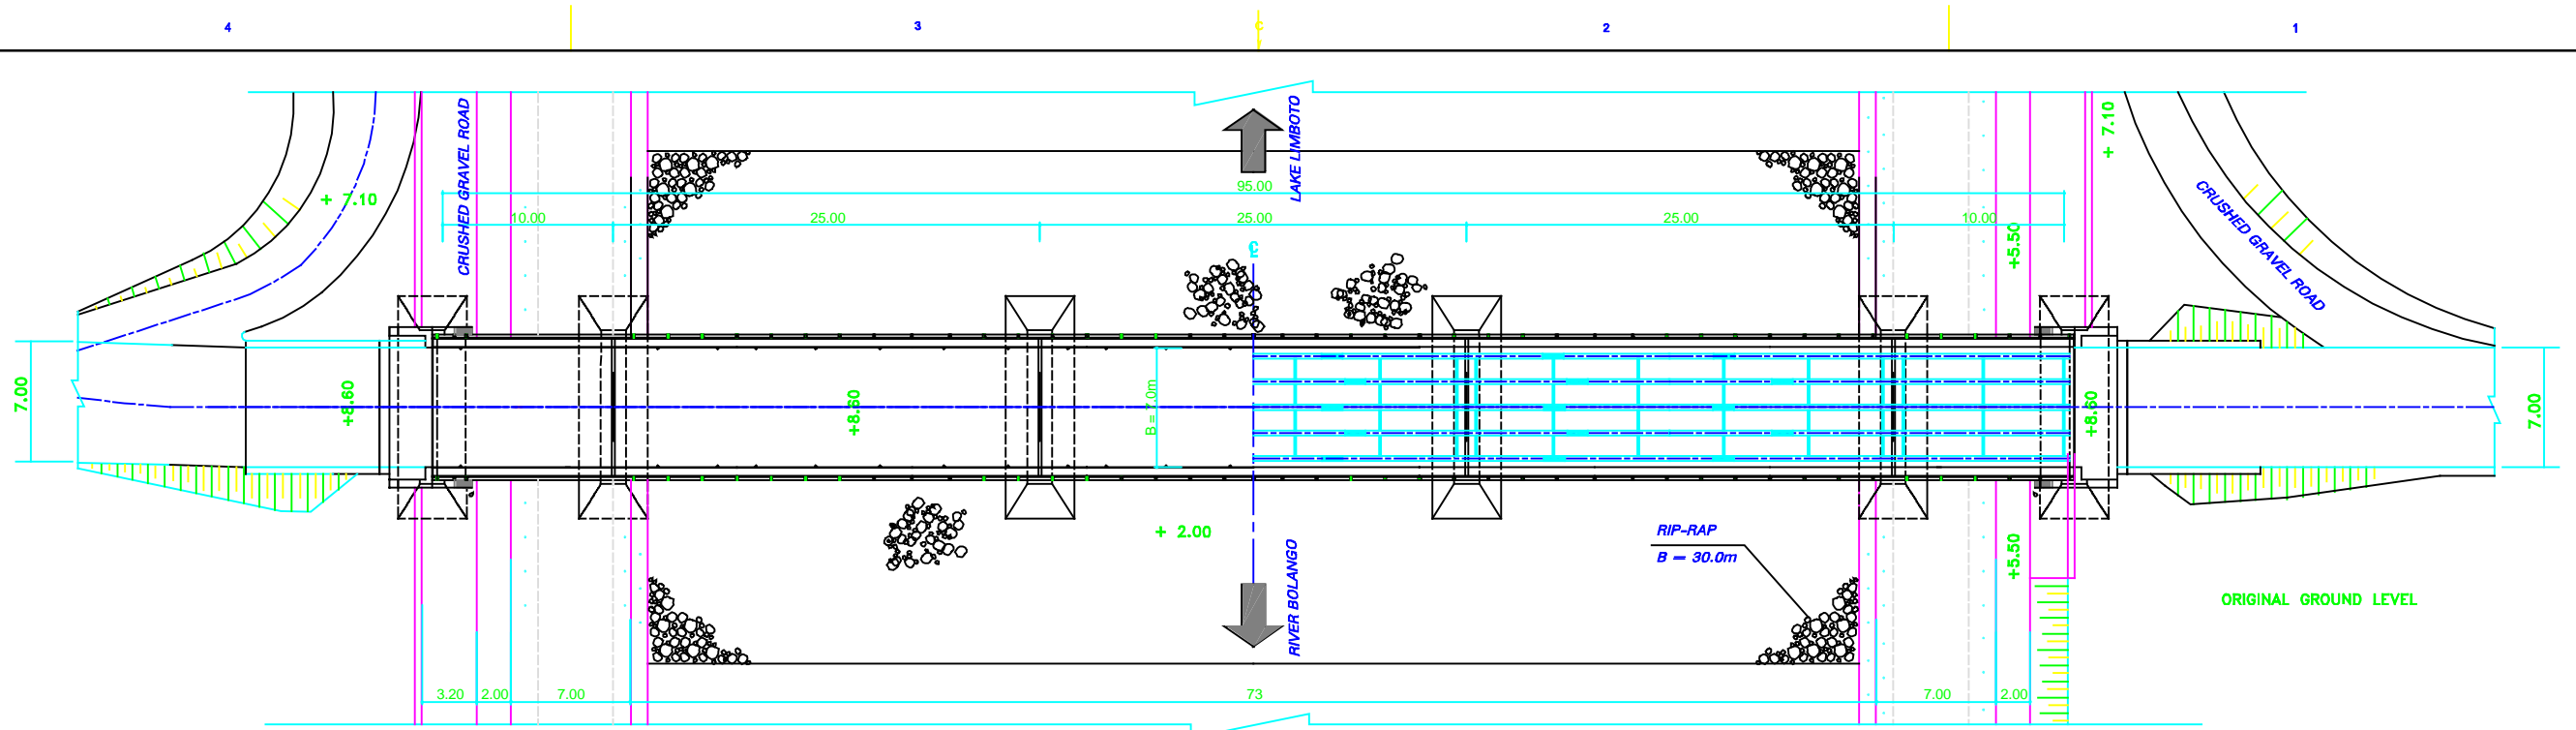 4
3
C
2
1
CRUSHED GRAVEL ROAD
LAKE LIMBOTO
+ 7.10
+ 7.10
95.00
10.00
25.00
25.00
25.00
10.00
CRUSHED GRAVEL ROAD
+5.50
7.00
+8.60
+8.60
B = 7.0m
+8.60
7.00
+ 2.00
RIVER BOLANGO
RIP-RAP
B = 30.0m
+5.50
ORIGINAL GROUND LEVEL
3.20
2.00
7.00
73
7.00
2.00